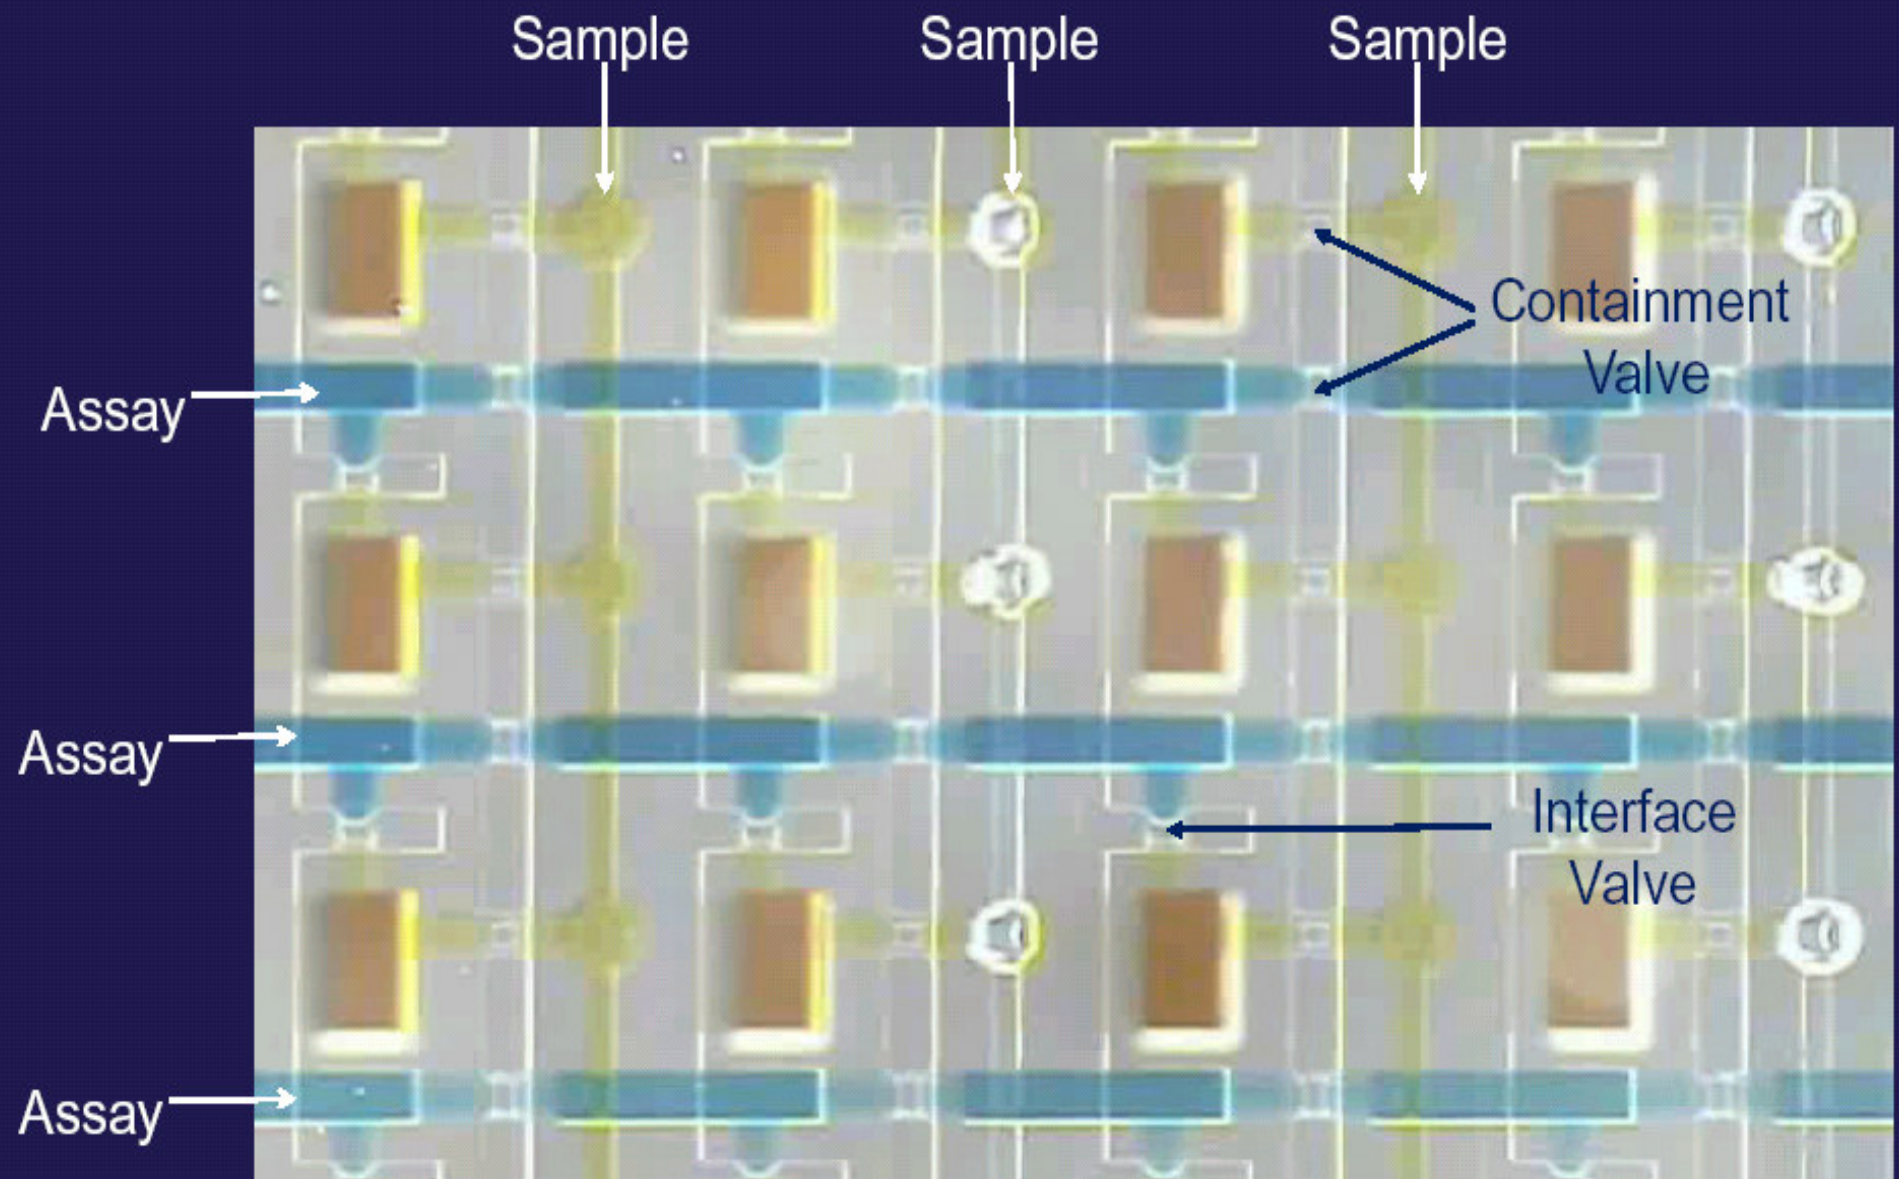 Sample
Sample
Sample
Containment
Valve
Assay
Assay
Interface
Valve
Assay